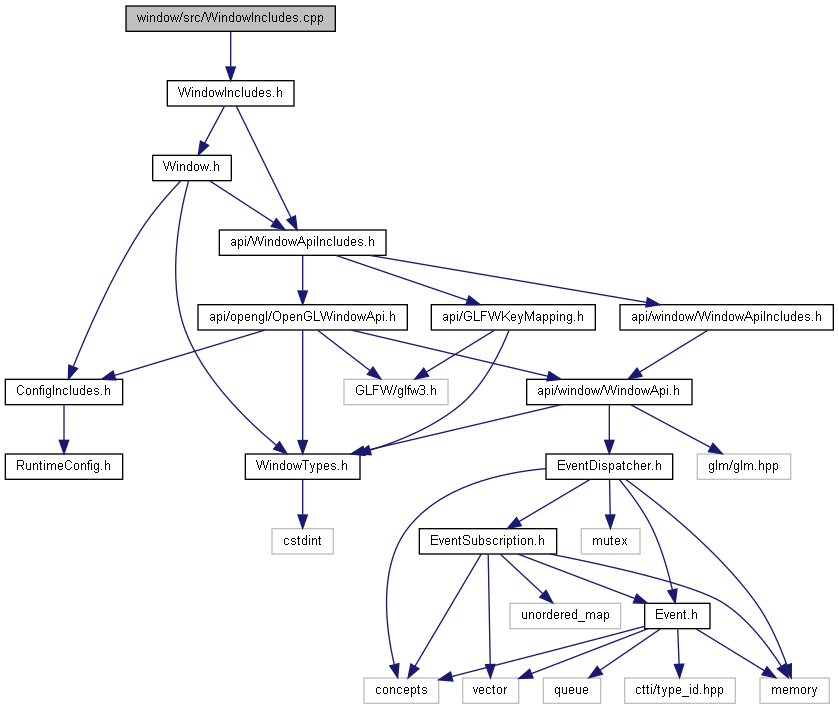 window/src/WindowIncludes.cpp
WindowIncludes.h
Window.h
api/WindowApiIncludes.h
api/opengl/OpenGLWindowApi.h
api/GLFWKeyMapping.h
api/window/WindowApiIncludes.h
ConfigIncludes.h
GLFW/glfw3.h
api/window/WindowApi.h
RuntimeConfig.h
WindowTypes.h
EventDispatcher.h
glm/glm.hpp
cstdint
EventSubscription.h
mutex
unordered_map
Event.h
concepts
vector
queue
ctti/type_id.hpp
memory